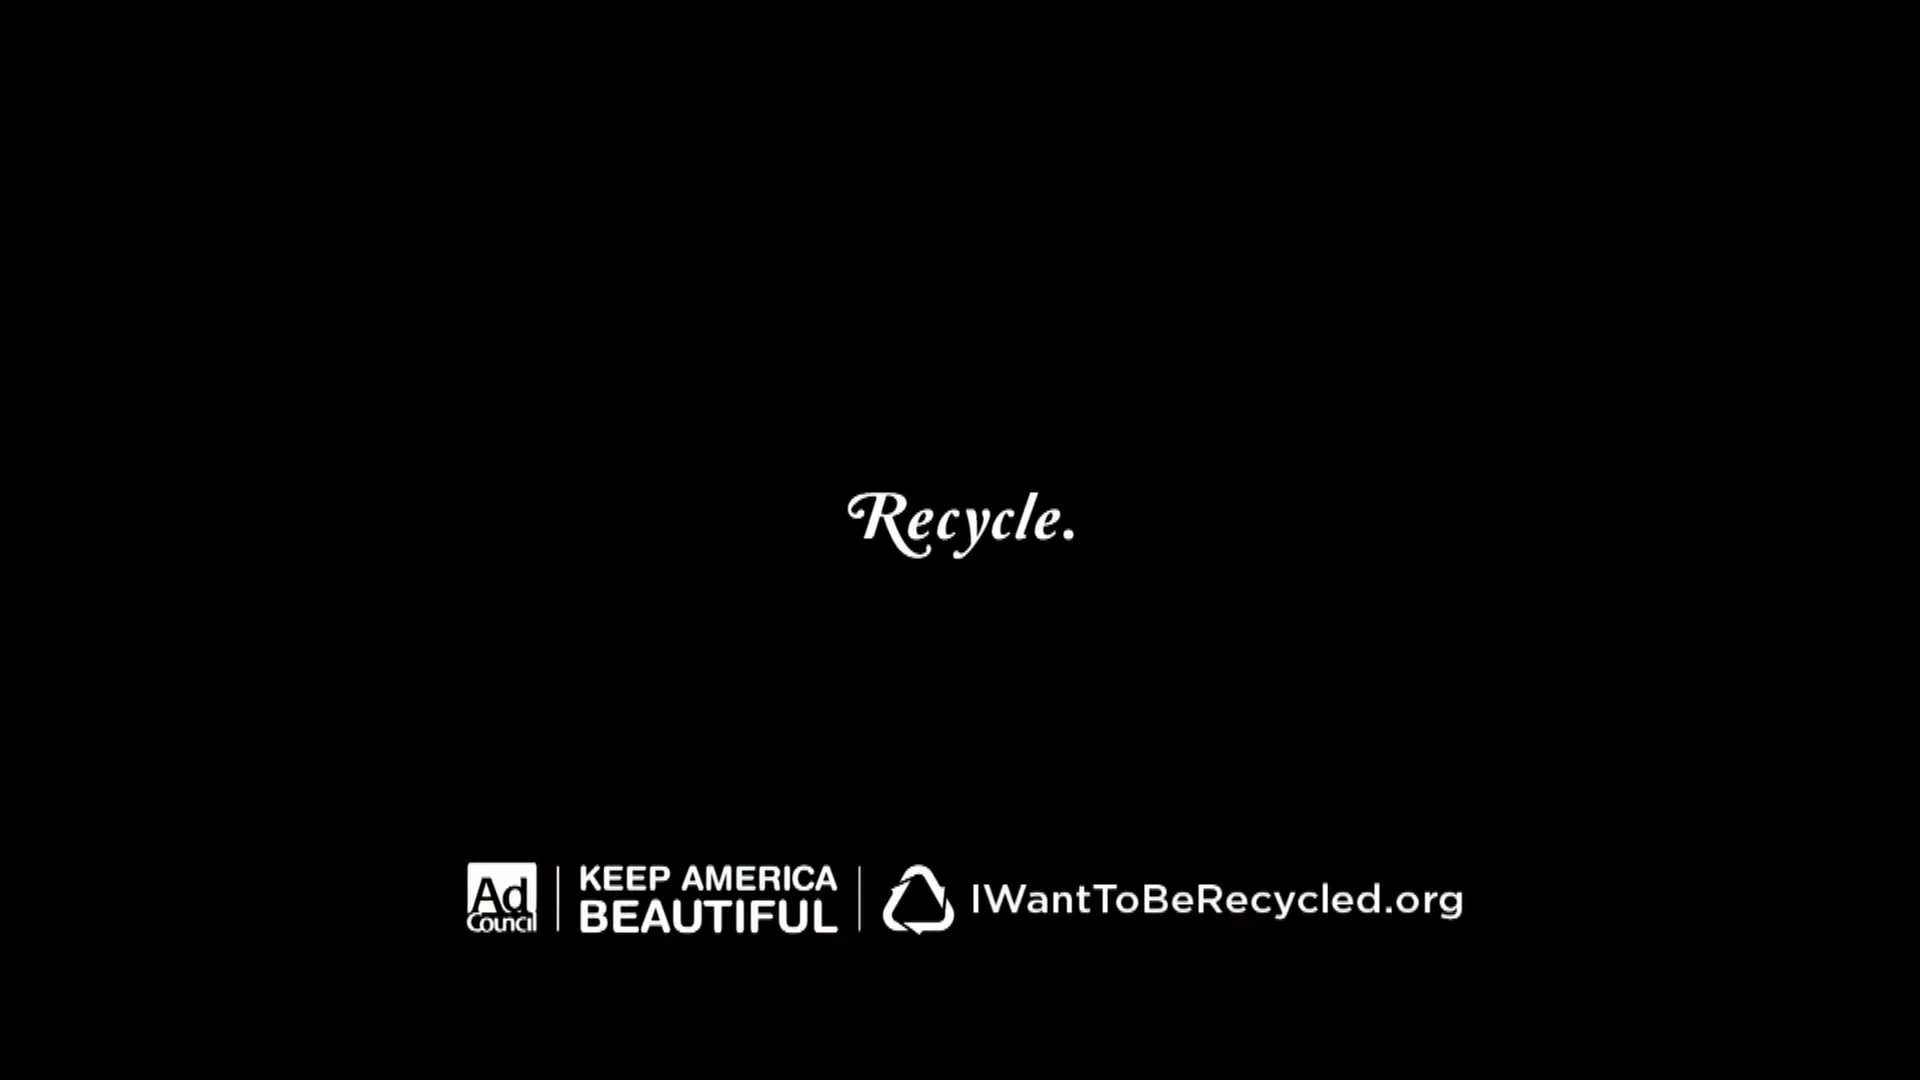 Recycle.
Ad
Council
KEEP AMERICA
BEAUTIFUL
IWantToBeRecycled.org